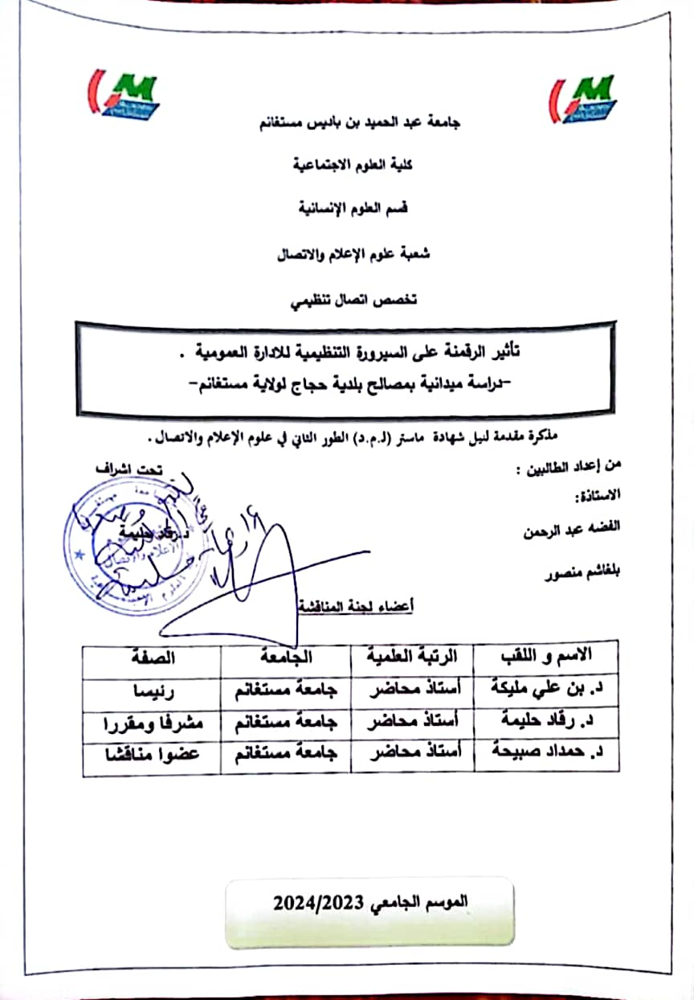 جامعة عبد الحميد بن باديس مستغانم
كلية العلوم الاجتماعية
قسم العلوم الإنسانية
شعبة علوم الإعلام والاتصال
تخصص اتصال تنظيمي
تأثير الرقمنة على السيرورة التنظيمية للادارة العمومية .
-دراسة ميدانية بمصالح بلدية حجاج لولاية مستغانم-
مذكرة مقدمة لنيل شهادة ماستر (ل.م.د) الطور الثاني في علوم الإعلام والاتصال .
من إعداد الطالبين : تحت اشراف
الاستاذة:
الفضه عبد الرحمن د.رقاد حليمة
بلغاشم منصور
أعضاء لجنة المناقشة
الاسم و اللقب الرتبة العلمية الجامعة الصفة
د. بن علي مليكة أستاذ محاضر جامعة مستغانم رئيسا
د. رقاد حليمة أستاذ محاضر جامعة مستغانم مشرفا ومقررا
د. حمداد صبيحة أستاذ محاضر جامعة مستغانم عضوا مناقشا
الموسم الجامعي 2024/2023